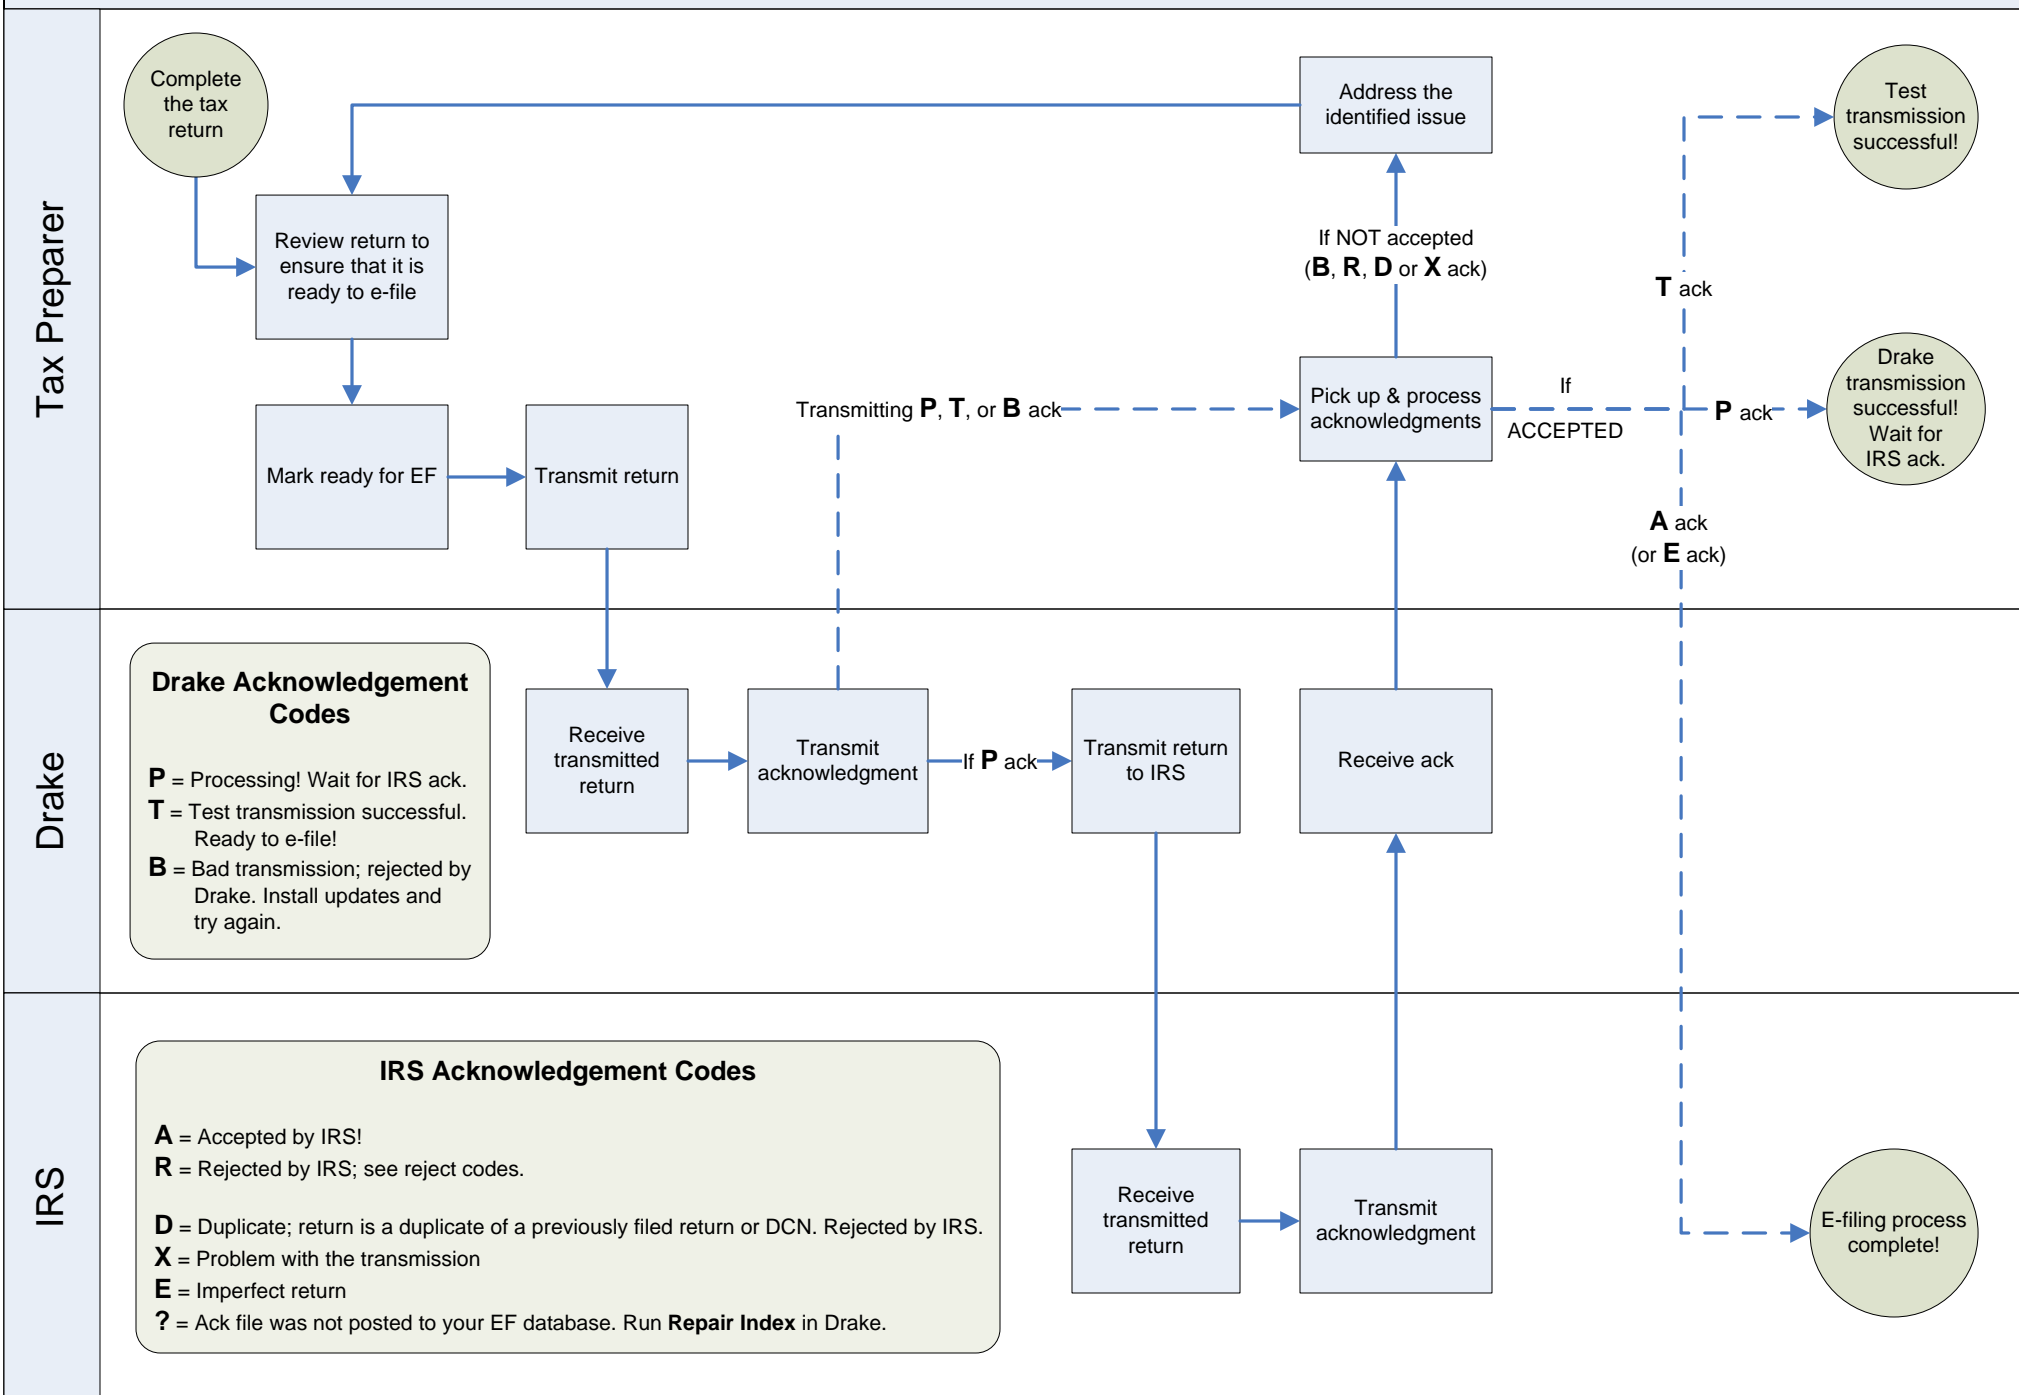 Tax Preparer
Complete
the tax
return
Review return to
ensure that it is
ready to e-file
Mark ready for EF
Transmit return
Address the
identified issue
If NOT accepted
(B, R, D or X ack)
Transmitting P, T, or B ack
Pick up & process
acknowledgments
If
ACCEPTED
T ack
P ack
A ack
(or E ack)
Test
transmission
successful!
Drake
transmission
successful!
Wait for
IRS ack.
Drake
Drake Acknowledgement
Codes
P = Processing! Wait for IRS ack.
T = Test transmission successful.
Ready to e-file!
B = Bad transmission; rejected by
Drake. Install updates and
try again.
Receive
transmitted
return
Transmit
acknowledgment
If P ack
Transmit return
to IRS
Receive ack
IRS
IRS Acknowledgement Codes
A = Accepted by IRS!
R = Rejected by IRS; see reject codes.
D = Duplicate; return is a duplicate of a previously filed return or DCN. Rejected by IRS.
X = Problem with the transmission
E = Imperfect return
? = Ack file was not posted to your EF database. Run Repair Index in Drake.
Receive
transmitted
return
Transmit
acknowledgment
E-filing process
complete!